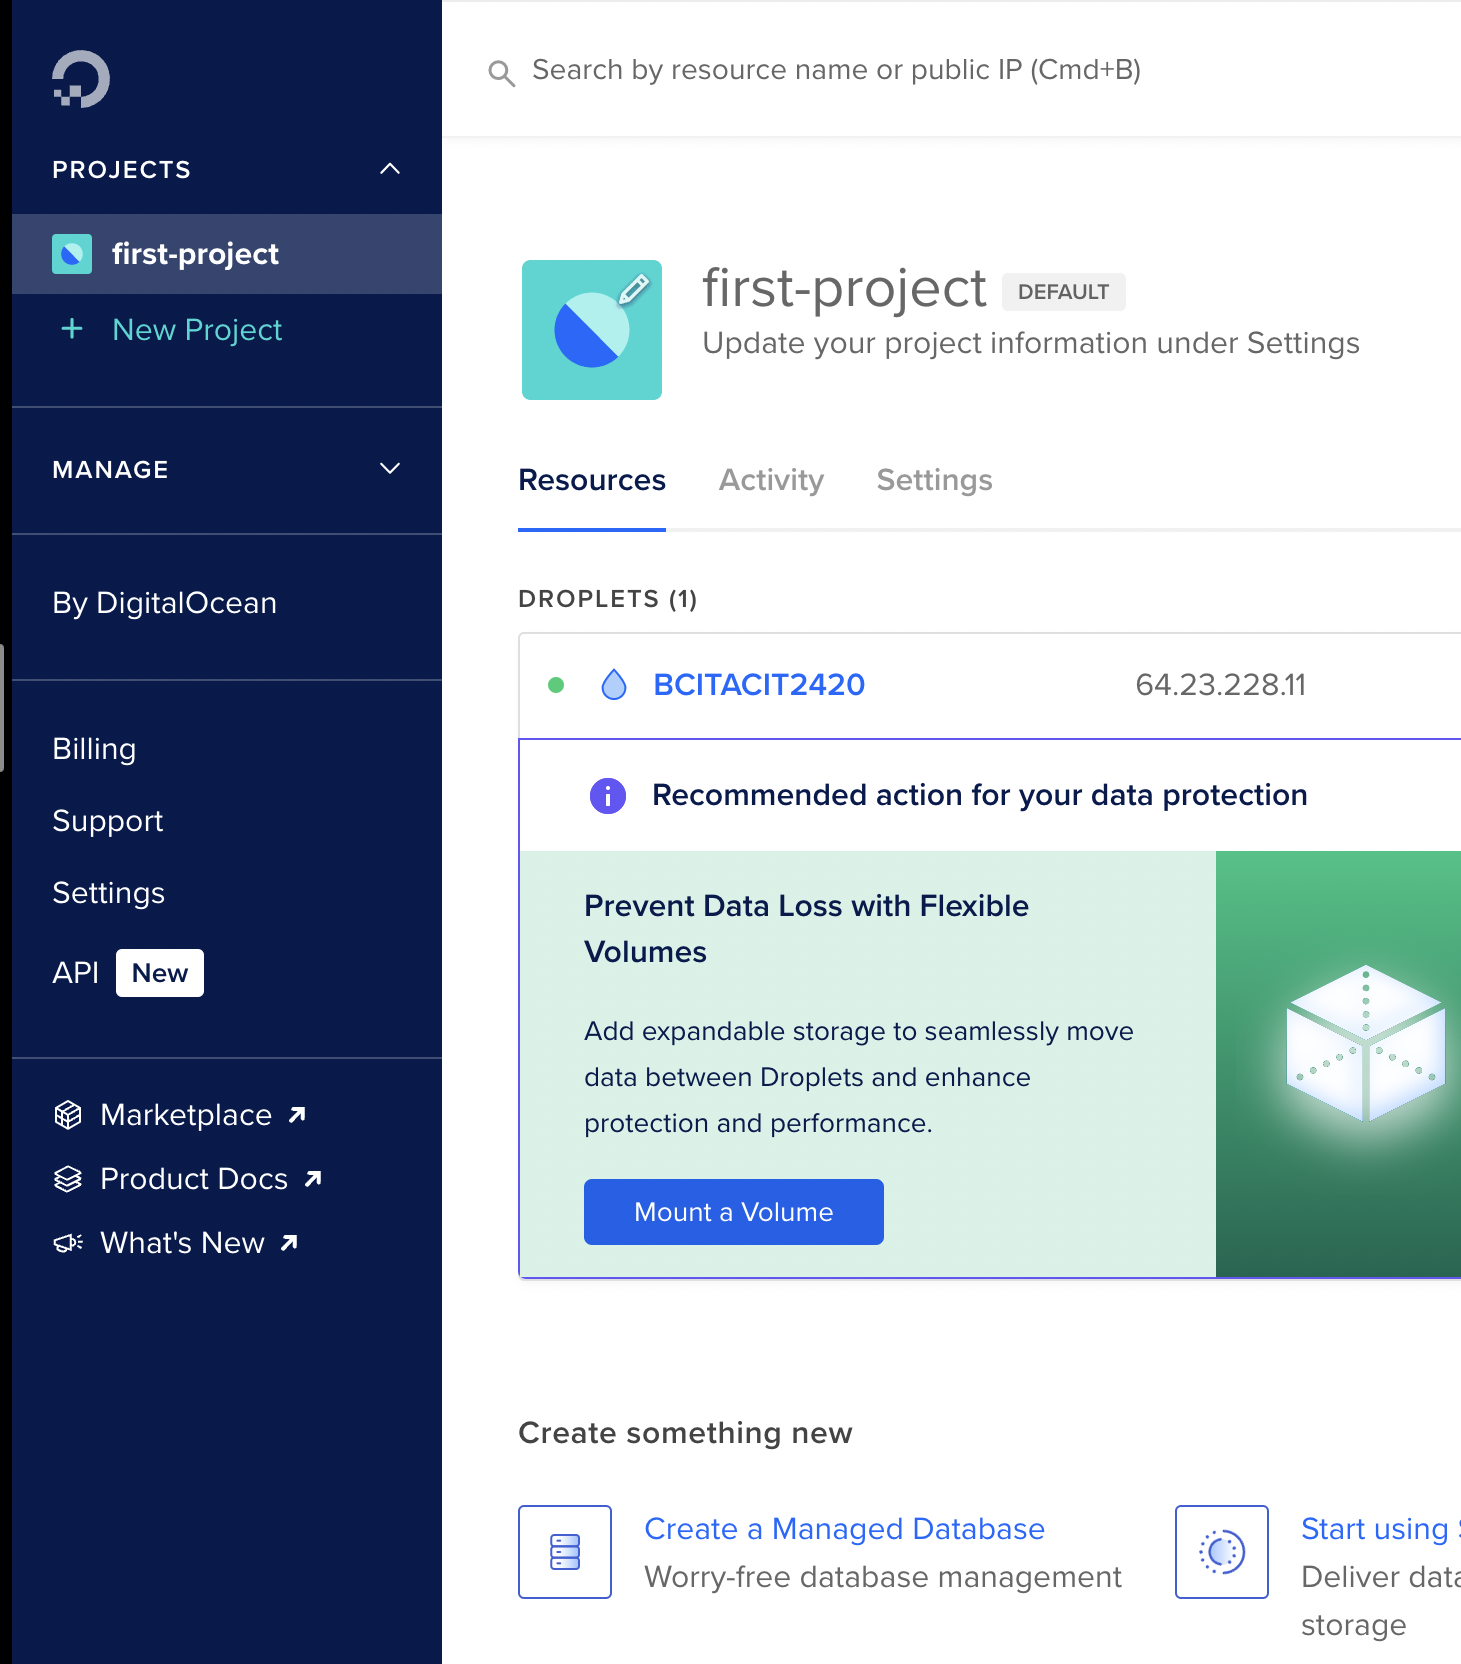 PROJECTS
first-project
+ New Project
MANAGE
By DigitalOcean
Billing
Support
Settings
API New
Marketplace
Product Docs
What's New
Search by resource name or public IP (Cmd+B)
first-project DEFAULT
Update your project information under Settings
Resources Activity Settings
DROPLETS (1)
BCITACIT2420 64.23.228.11
Recommended action for your data protection
Prevent Data Loss with Flexible
Volumes
Add expandable storage to seamlessly move
data between Droplets and enhance
protection and performance.
Mount a Volume
Create something new
Create a Managed Database
Worry-free database management
Start using
Deliver data
storage